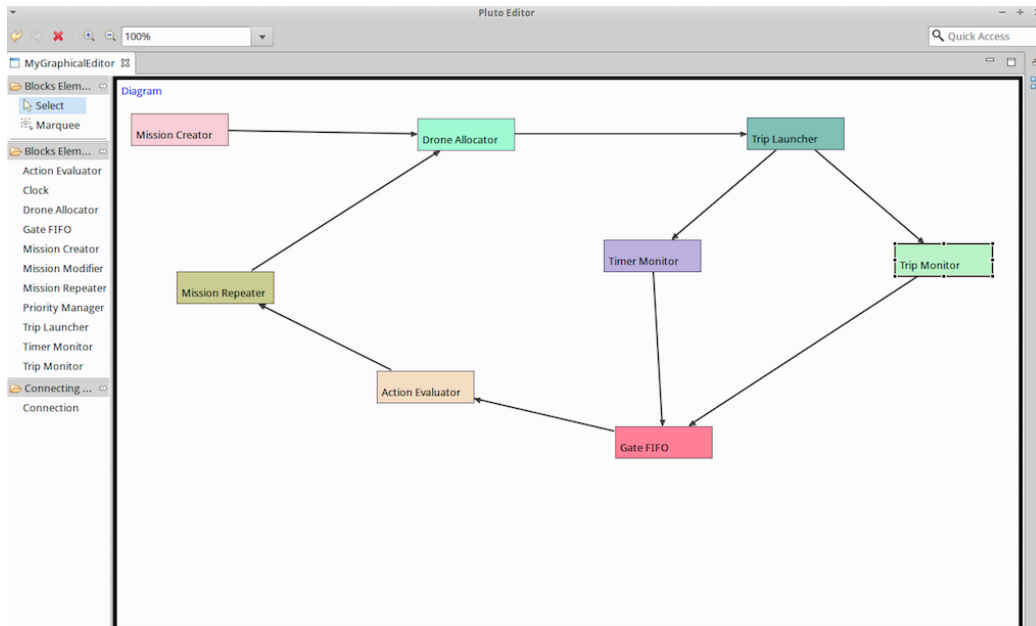 Pluto Editor
100%
Quick Access
MyGraphicalEditor
Blocks Elem...
Select
Marquee
Blocks Elem...
Action Evaluator
Clock
Drone Allocator
Gate FIFO
Mission Creator
Mission Modifier
Mission Repeater
Priority Manager
Trip Launcher
Timer Monitor
Trip Monitor
Connecting ...
Connection
Diagram
Mission Creator
Drone Allocator
Trip Launcher
Timer Monitor
Trip Monitor
Mission Repeater
Action Evaluator
Gate FIFO